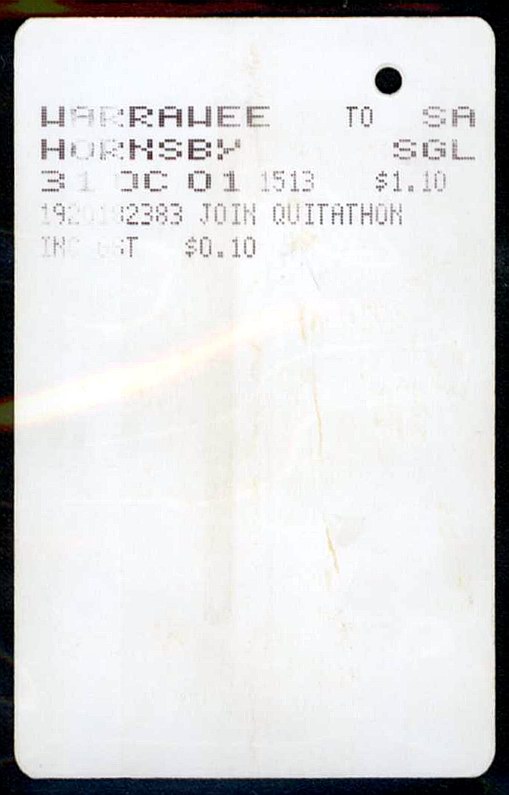 WARRAWEE TO SA
HORNSBY SGL
31 OC 01 1513 $1.10
JOIN QUITATHON
INC GST $0.10